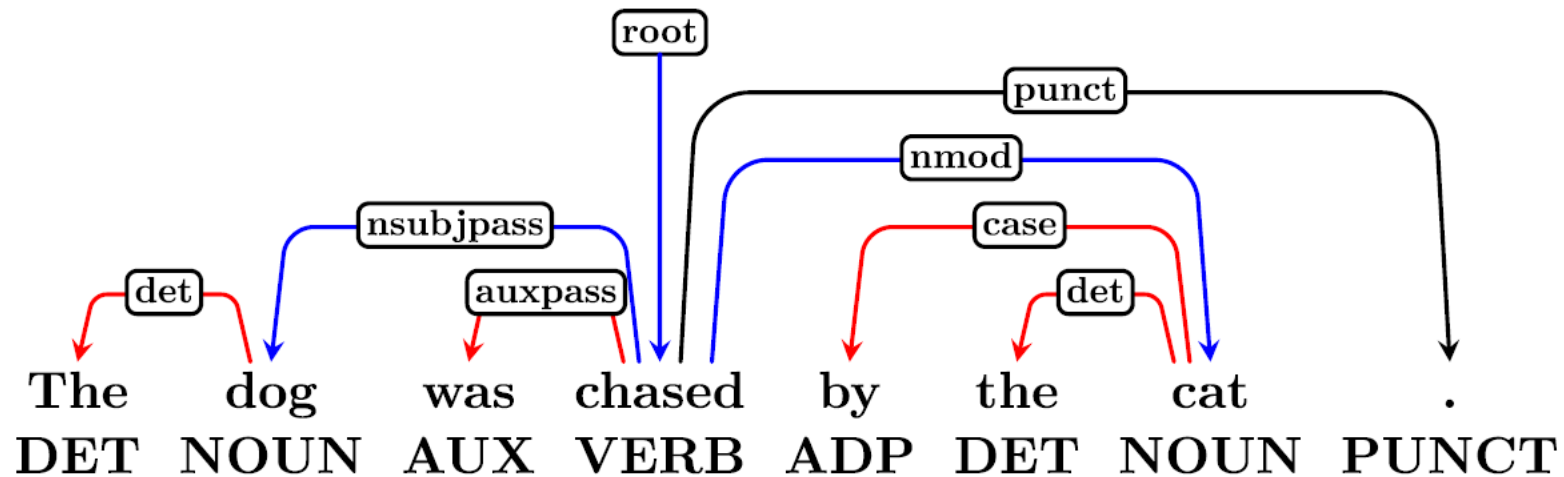 root
punct
nmod
nsubjpass case
det auxpass det
The dog was chased by the cat .
DET NOUN AUX VERB ADP DET NOUN PUNCT